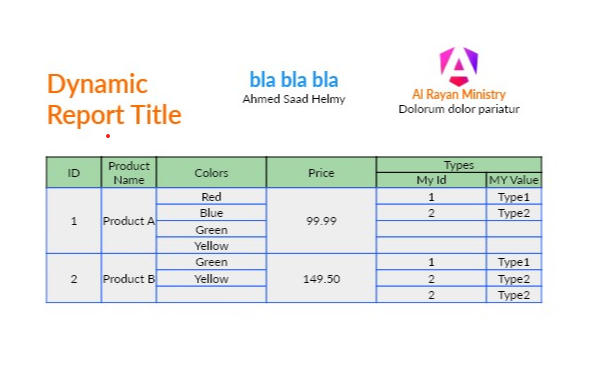 Dynamic
Report Title
bla bla bla
Ahmed Saad Helmy
Al Rayan Ministry
Dolorum dolor pariatur
ID Product Name Colors Price Types
My Id MY Value
1 Product A Red 99.99 1 Type1
Blue 2 Type2
Green
Yellow
2 Product B Green 149.50 1 Type1
Yellow 2 Type2
2 Type2